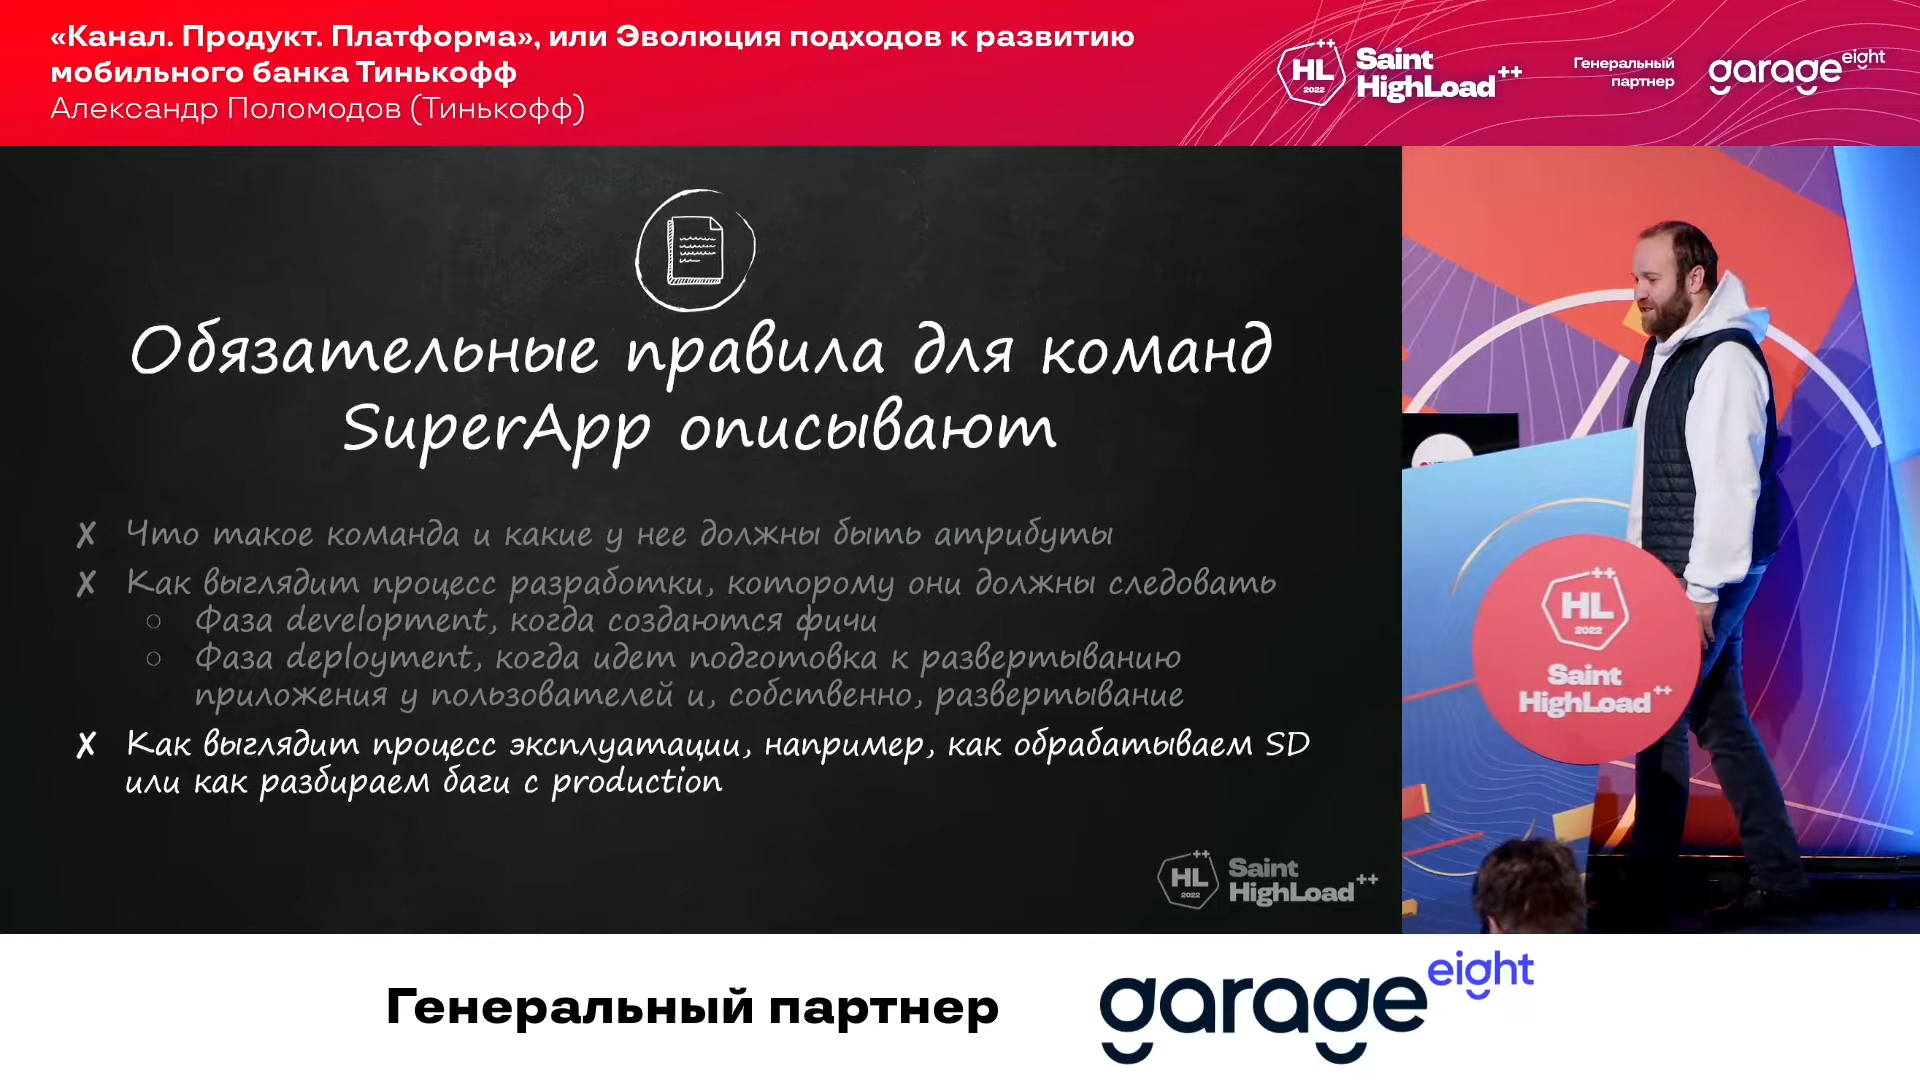 «Канал. Продукт. Платформа», или Эволюция подходов к развитию
мобильного банка Тинькофф
Александр Поломодов (Тинькофф)
HL++
2022
Saint
HighLoad++
Генеральный
партнер
garage eight
Обязательные правила для команд
SuperApp описывают
✗ Что такое команда и какие у нее должны быть атрибуты
✗ Как выглядит процесс разработки, которому они должны следовать
○ Фаза development, когда создаются фичи
○ Фаза deployment, когда идет подготовка к развертыванию
приложения у пользователей и, собственно, развертывание
✗ Как выглядит процесс эксплуатации, например, как обрабатываем SD
или как разбираем баги с production
HL++
2022
Saint
HighLoad++
HL++
2022
Saint
HighLoad++
Генеральный партнер
garage eight